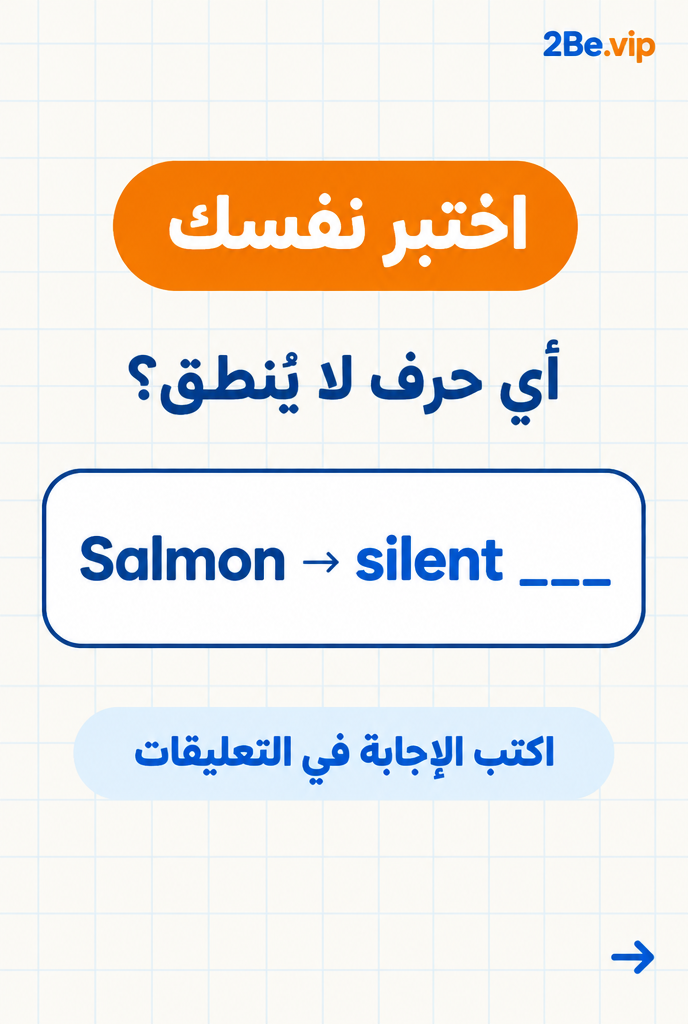 2Be.vip
اختبر نفسك
أي حرف لا يُنطق؟
Salmon → silent ___
اكتب الإجابة في التعليقات
→